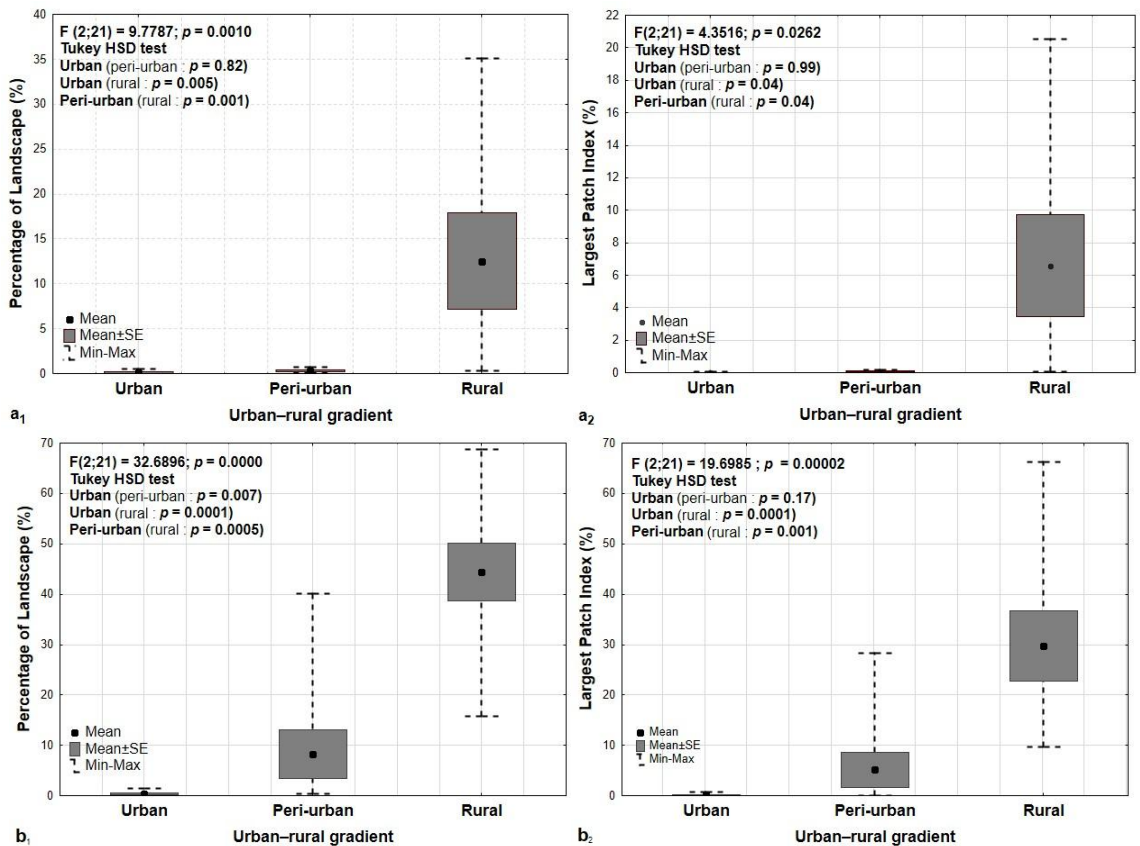 F (2;21) = 9.7787; p = 0.0010
Tukey HSD test
Urban (peri-urban : p = 0.82)
Urban (rural : p = 0.005)
Peri-urban (rural : p = 0.001)
Percentage of Landscape (%)
40
35
30
25
20
15
10
5
0
Mean
Mean±SE
Min-Max
Urban
Peri-urban
Rural
Urban–rural gradient
a1
F(2;21) = 4.3516; p = 0.0262
Tukey HSD test
Urban (peri-urban : p = 0.99)
Urban (rural : p = 0.04)
Peri-urban (rural : p = 0.04)
Largest Patch Index (%)
22
20
18
16
14
12
10
8
6
4
2
0
Mean
Mean±SE
Min-Max
Urban
Peri-urban
Rural
Urban–rural gradient
a2
F(2;21) = 32.6896; p = 0.0000
Tukey HSD test
Urban (peri-urban : p = 0.007)
Urban (rural : p = 0.0001)
Peri-urban (rural : p = 0.0005)
Percentage of Landscape (%)
70
60
50
40
30
20
10
0
Mean
Mean±SE
Min-Max
Urban
Peri-urban
Rural
Urban–rural gradient
b1
F (2;21) = 19.6985 ; p = 0.00002
Tukey HSD test
Urban (peri-urban : p = 0.17)
Urban (rural : p = 0.0001)
Peri-urban (rural : p = 0.001)
Largest Patch Index (%)
70
60
50
40
30
20
10
0
Mean
Mean±SE
Min-Max
Urban
Peri-urban
Rural
Urban–rural gradient
b2